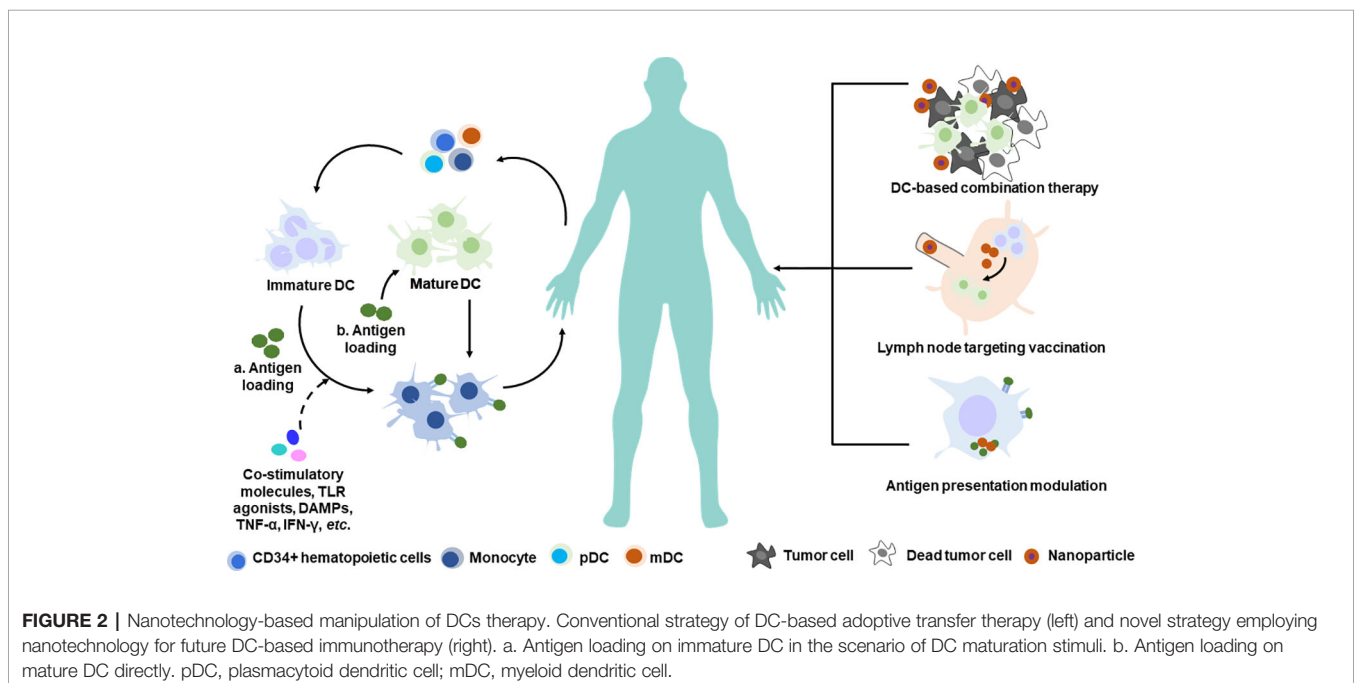 DC-based combination therapy
Immature DC
Mature DC
b. Antigen
loading
a. Antigen
loading
Co-stimulatory
molecules, TLR
agonists, DAMPs,
TNF-α, IFN-γ, etc.
Lymph node targeting vaccination
Antigen presentation modulation
CD34+ hematopoietic cells Monocyte pDC mDC Tumor cell Dead tumor cell Nanoparticle
FIGURE 2 | Nanotechnology-based manipulation of DCs therapy. Conventional strategy of DC-based adoptive transfer therapy (left) and novel strategy employing
nanotechnology for future DC-based immunotherapy (right). a. Antigen loading on immature DC in the scenario of DC maturation stimuli. b. Antigen loading on
mature DC directly. pDC, plasmacytoid dendritic cell; mDC, myeloid dendritic cell.